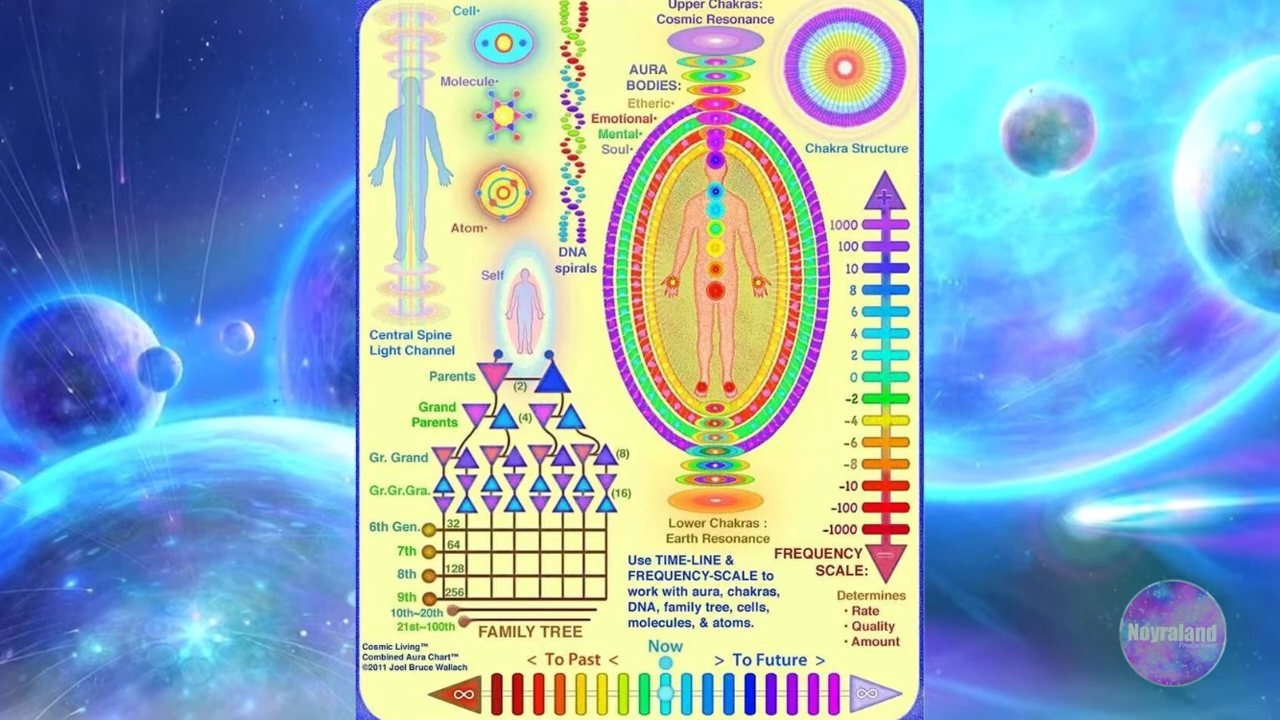 Cell•
Molecule•
Atom•
Self
DNA
spirals
Central Spine
Light Channel
Upper Chakras:
Cosmic Resonance
AURA
BODIES:
Etheric•
Emotional•
Mental•
Soul•
Chakra Structure
+
1000
100
10
8
6
4
2
0
-2
-4
-6
-8
-10
-100
-1000
FREQUENCY
SCALE:
Determines
• Rate
• Quality
• Amount
Lower Chakras :
Earth Resonance
Use TIME-LINE &
FREQUENCY-SCALE to
work with aura, chakras,
DNA, family tree, cells,
molecules, & atoms.
Parents
(2)
Grand
Parents
(4)
Gr. Grand
(8)
Gr.Gr.Gra.
(16)
6th Gen.
32
7th
64
8th
128
9th
256
10th~20th
21st~100th
FAMILY TREE
Cosmic Living™
Combined Aura Chart™
©2011 Joel Bruce Wallach
Now
< To Past <
> To Future >
∞
∞
Noyraland
Productions